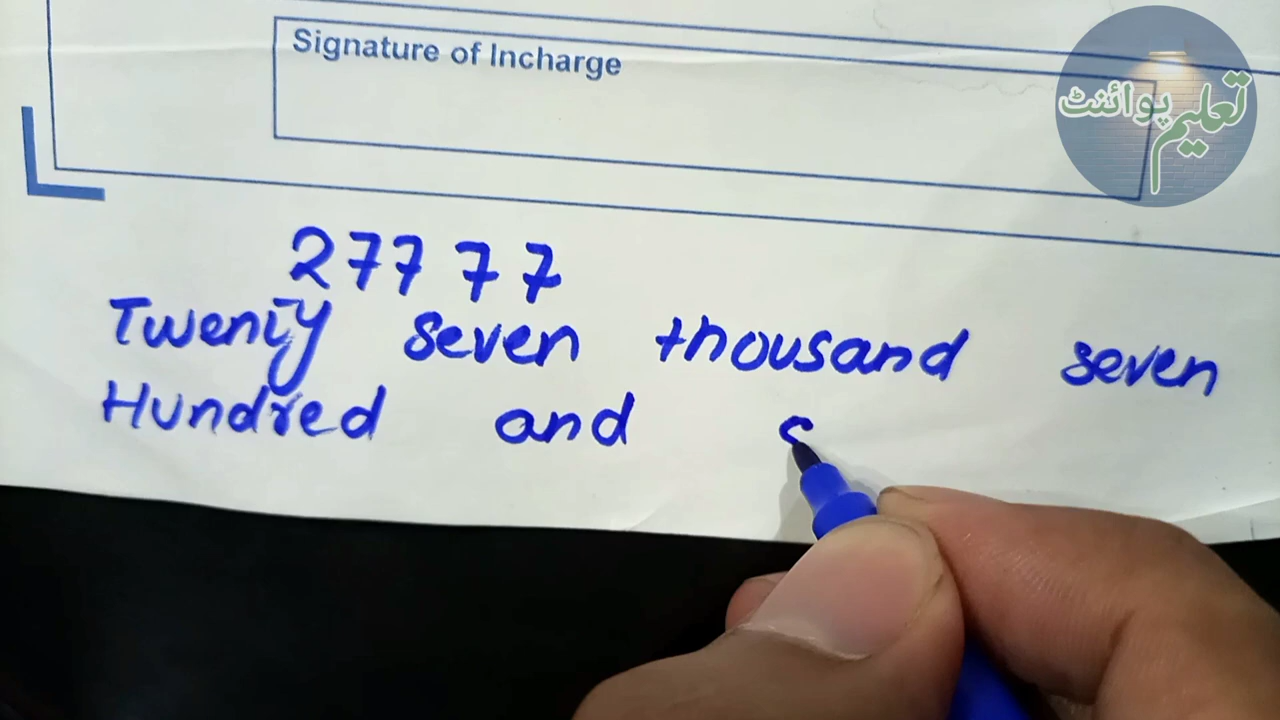 Signature of Incharge
تعلیم پوائنٹ
27777
Twenty seven thousand seven
Hundred and s